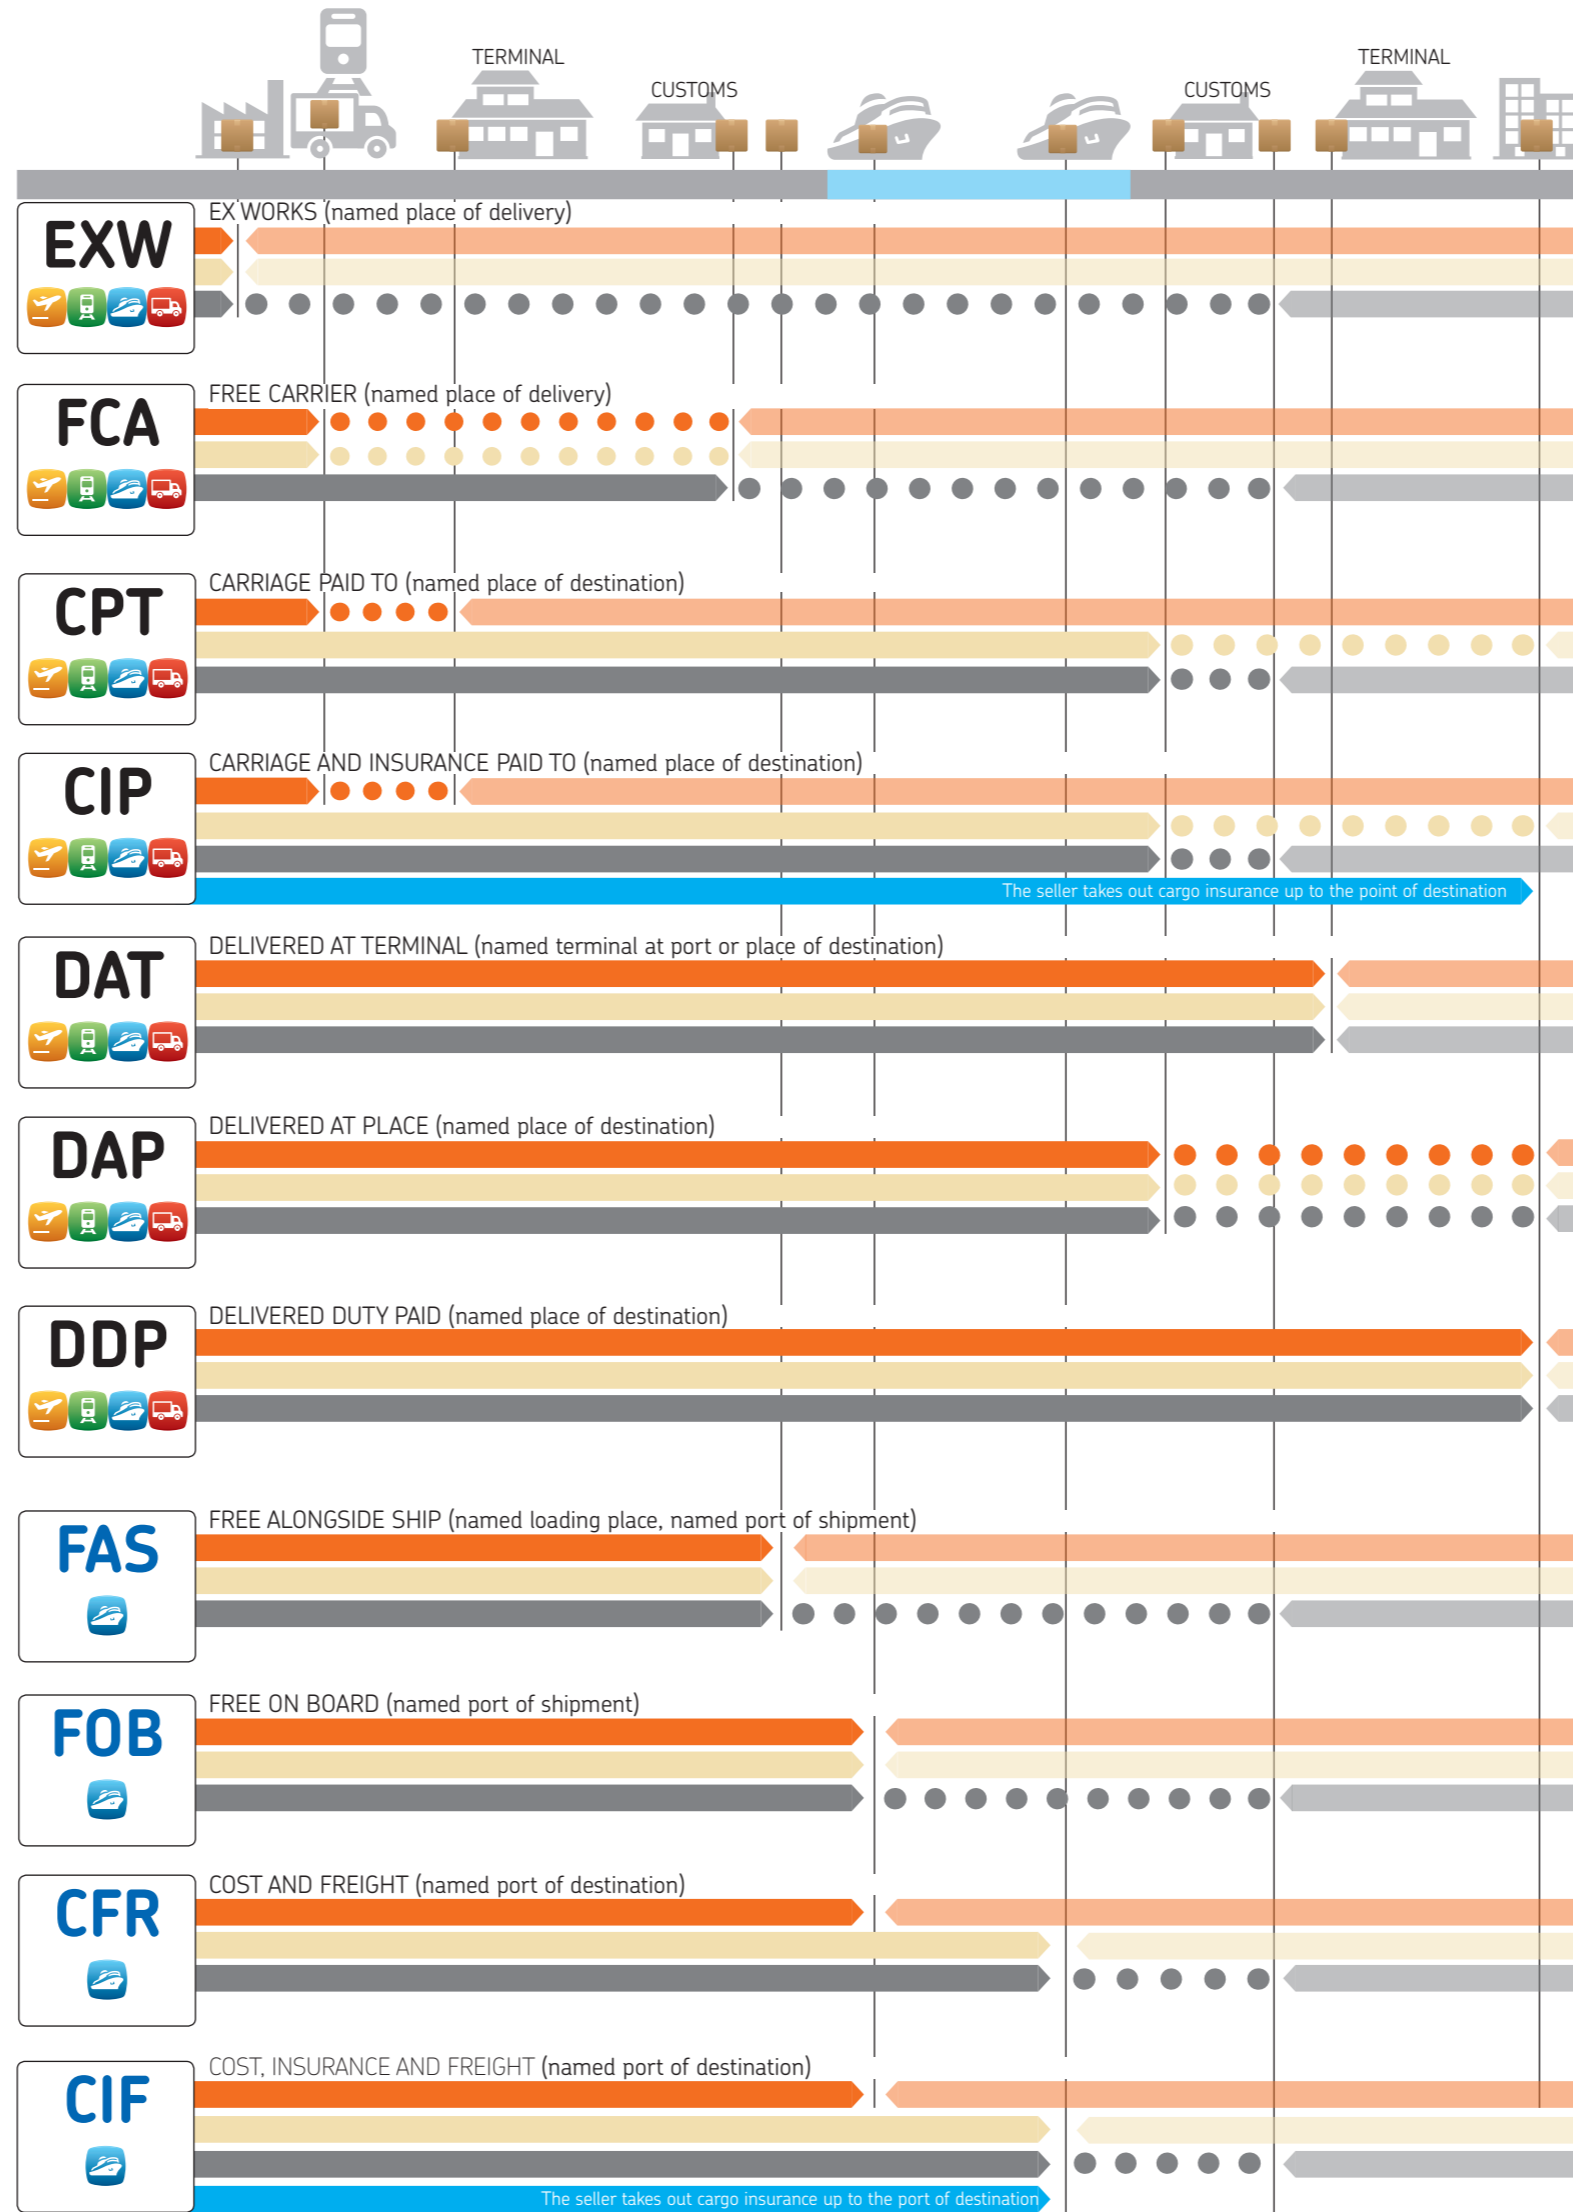 TERMINAL
CUSTOMS
CUSTOMS
TERMINAL
EXW
EX WORKS (named place of delivery)
FCA
FREE CARRIER (named place of delivery)
CPT
CARRIAGE PAID TO (named place of destination)
CIP
CARRIAGE AND INSURANCE PAID TO (named place of destination)
The seller takes out cargo insurance up to the point of destination
DAT
DELIVERED AT TERMINAL (named terminal at port or place of destination)
DAP
DELIVERED AT PLACE (named place of destination)
DDP
DELIVERED DUTY PAID (named place of destination)
FAS
FREE ALONGSIDE SHIP (named loading place, named port of shipment)
FOB
FREE ON BOARD (named port of shipment)
CFR
COST AND FREIGHT (named port of destination)
CIF
COST, INSURANCE AND FREIGHT (named port of destination)
The seller takes out cargo insurance up to the port of destination